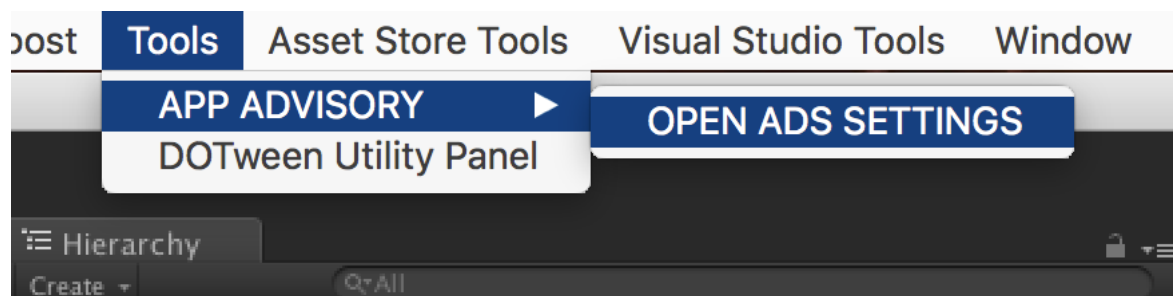 oost Tools Asset Store Tools Visual Studio Tools Window
APP ADVISORY OPEN ADS SETTINGS
DOTween Utility Panel
Hierarchy
Create All